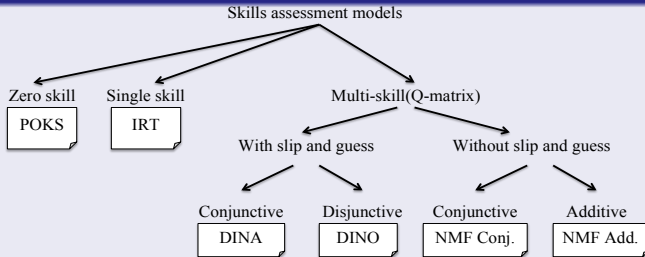 Skills assessment models
Zero skill Single skill Multi-skill(Q-matrix)
POKS IRT
With slip and guess Without slip and guess
Conjunctive Disjunctive Conjunctive Additive
DINA DINO NMF Conj. NMF Add.